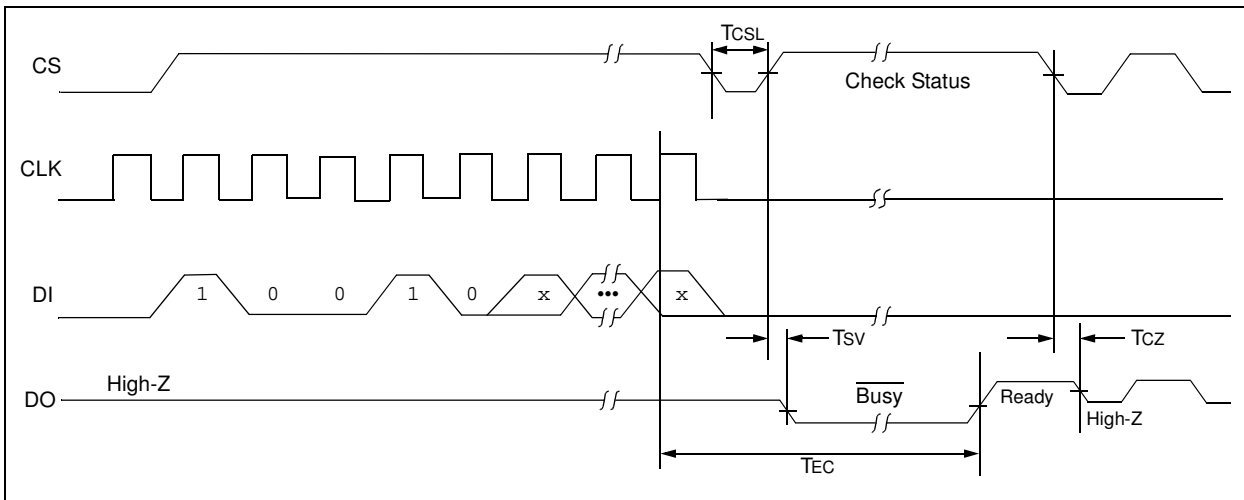 TCSL
CS
Check Status
CLK
DI
1 0 0 1 0 x ••• x
TSV
TCZ
High-Z
DO
Busy
Ready
High-Z
TEC